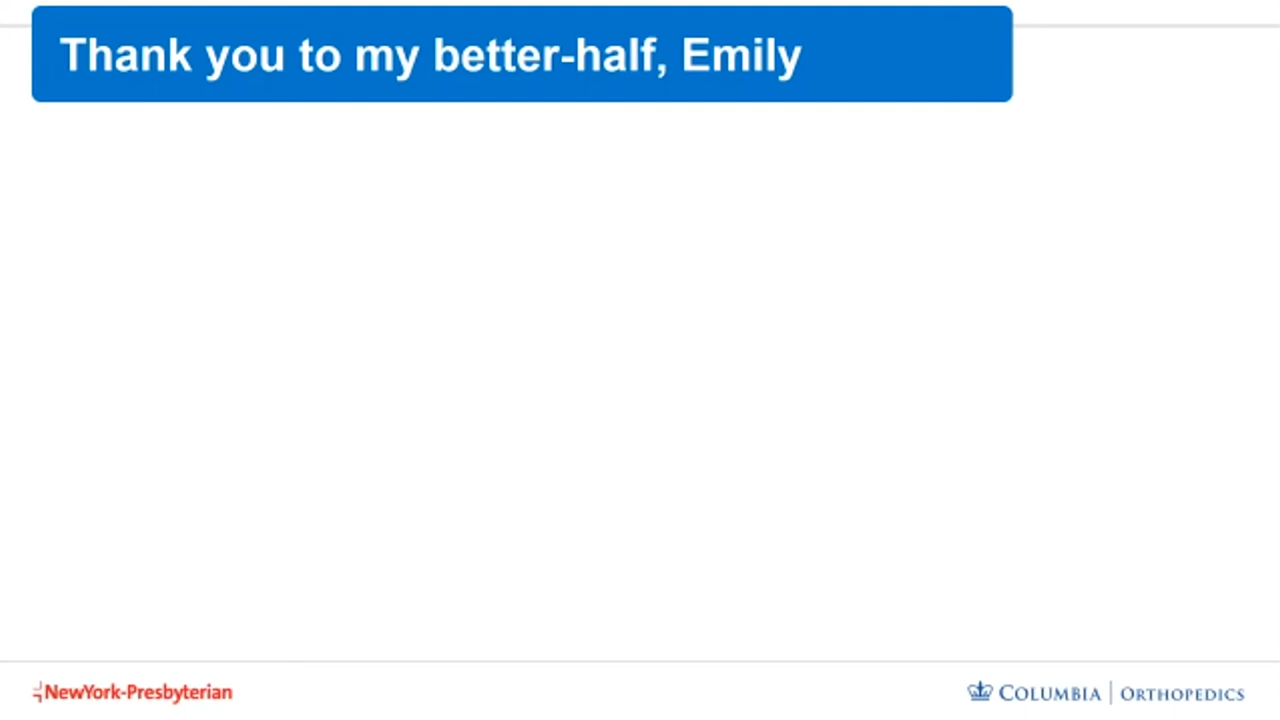 Thank you to my better-half, Emily
NewYork-Presbyterian
COLUMBIA | ORTHOPEDICS